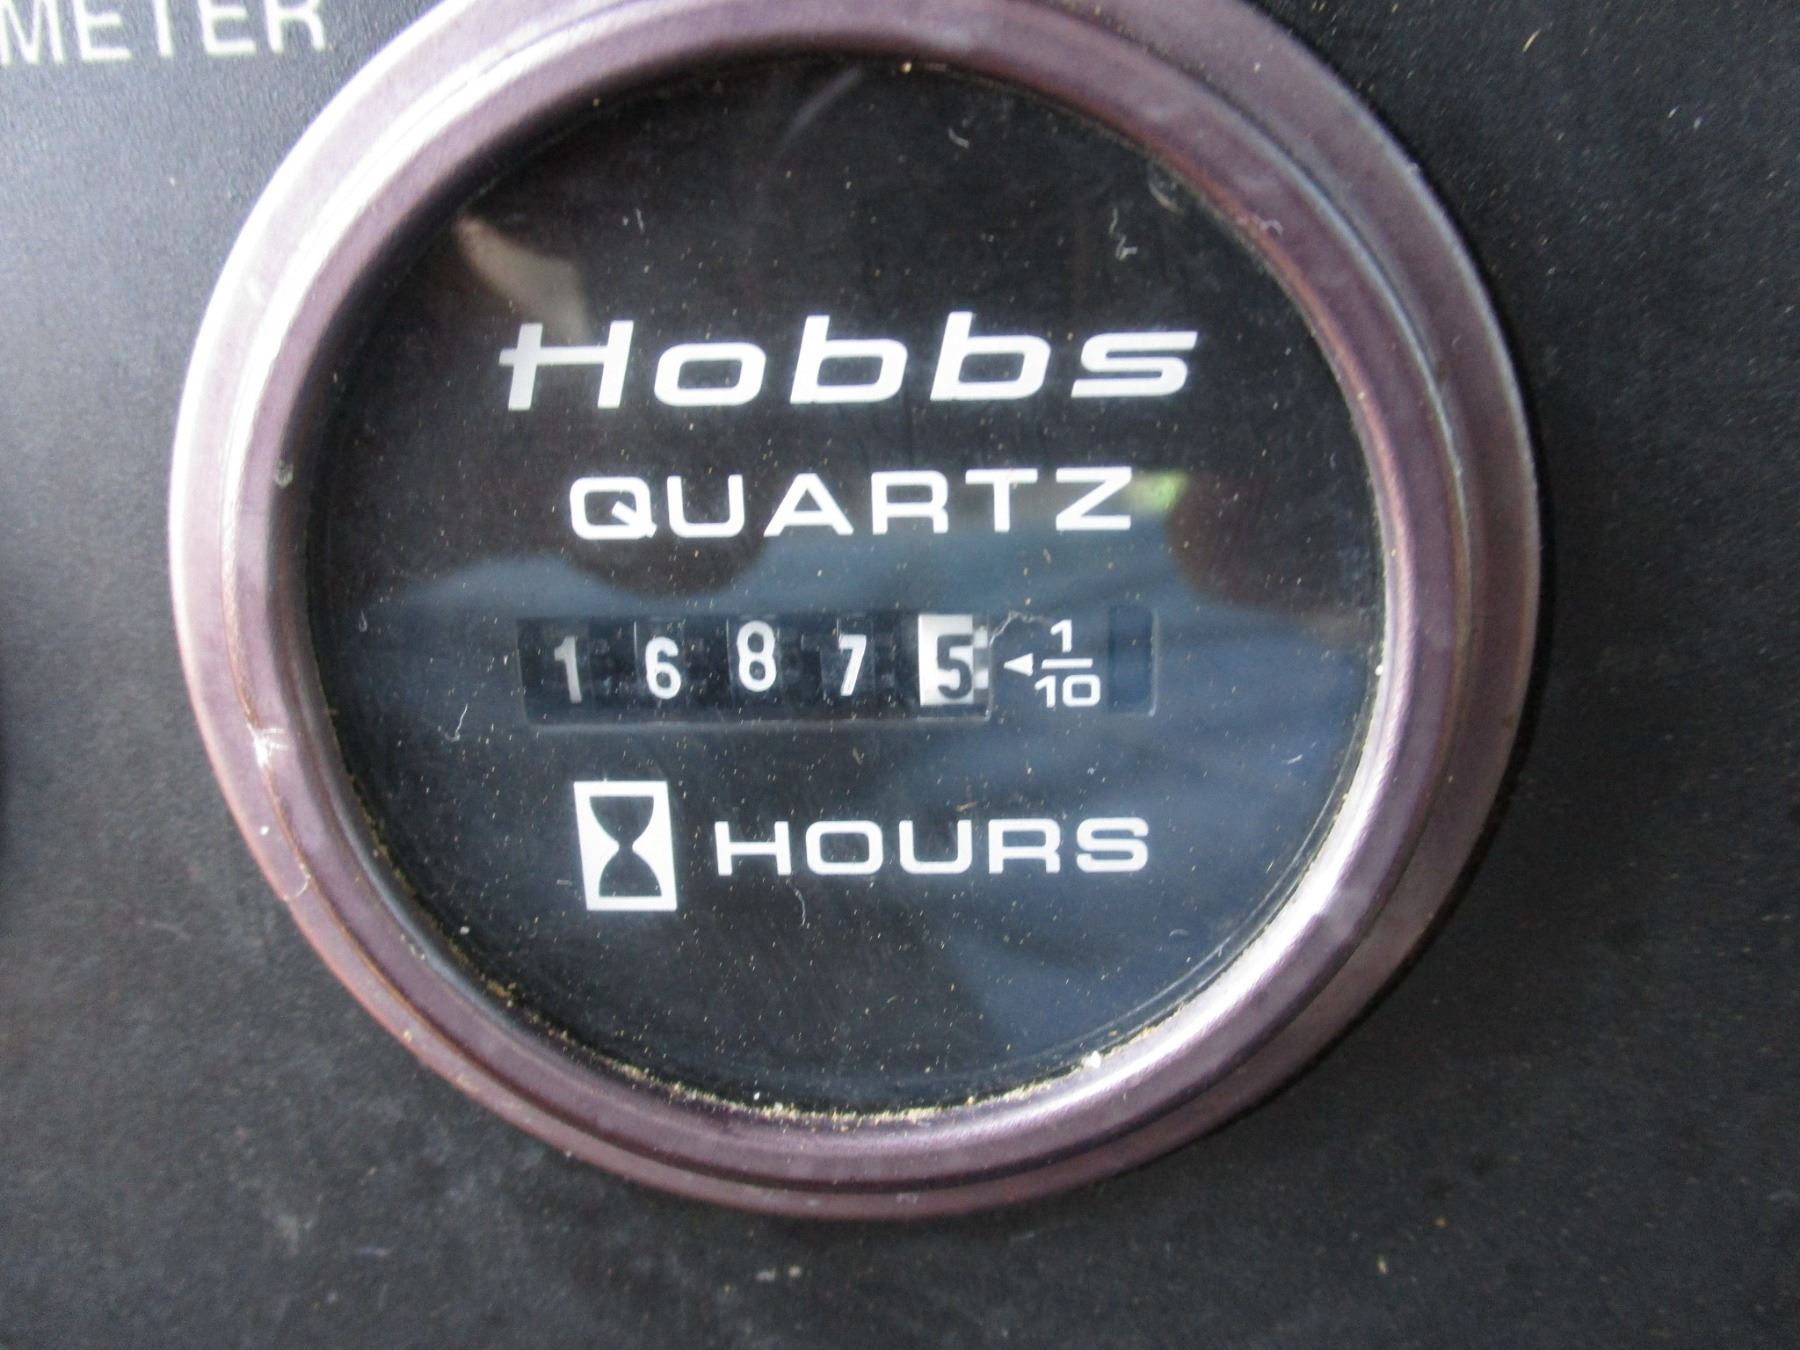 METER
Hobbs
QUARTZ
16875 ◄ 1/10
HOURS